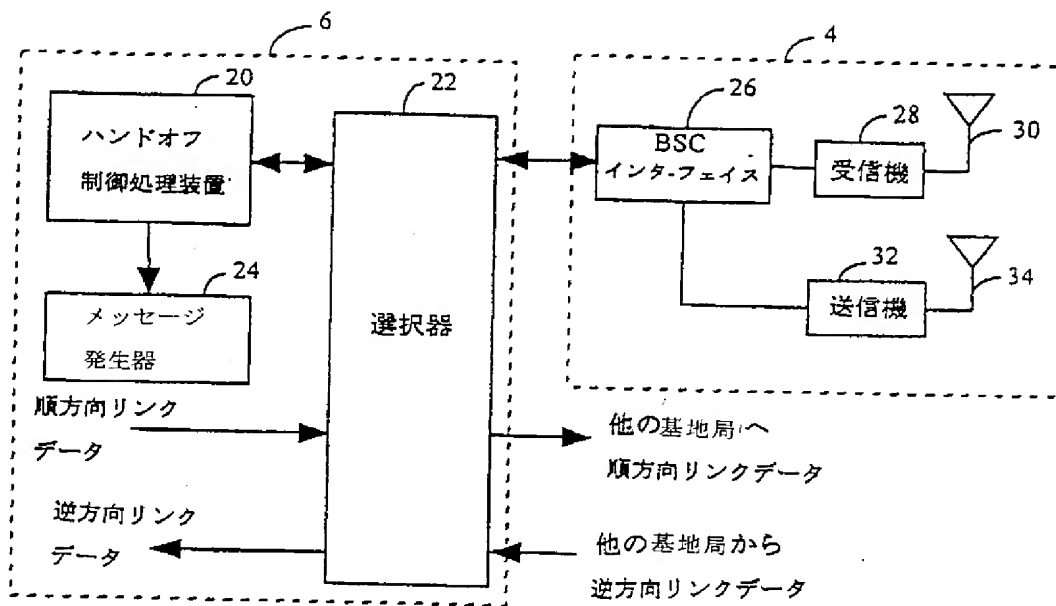 6
4
20
22
26
28
30
ハンドオフ
制御処理装置
BSC
インターフェイス
受信機
24
メッセージ
発生器
選択器
32
送信機
34
順方向リンク
データ
他の基地局へ
順方向リンクデータ
逆方向リンク
データ
他の基地局から
逆方向リンクデータ